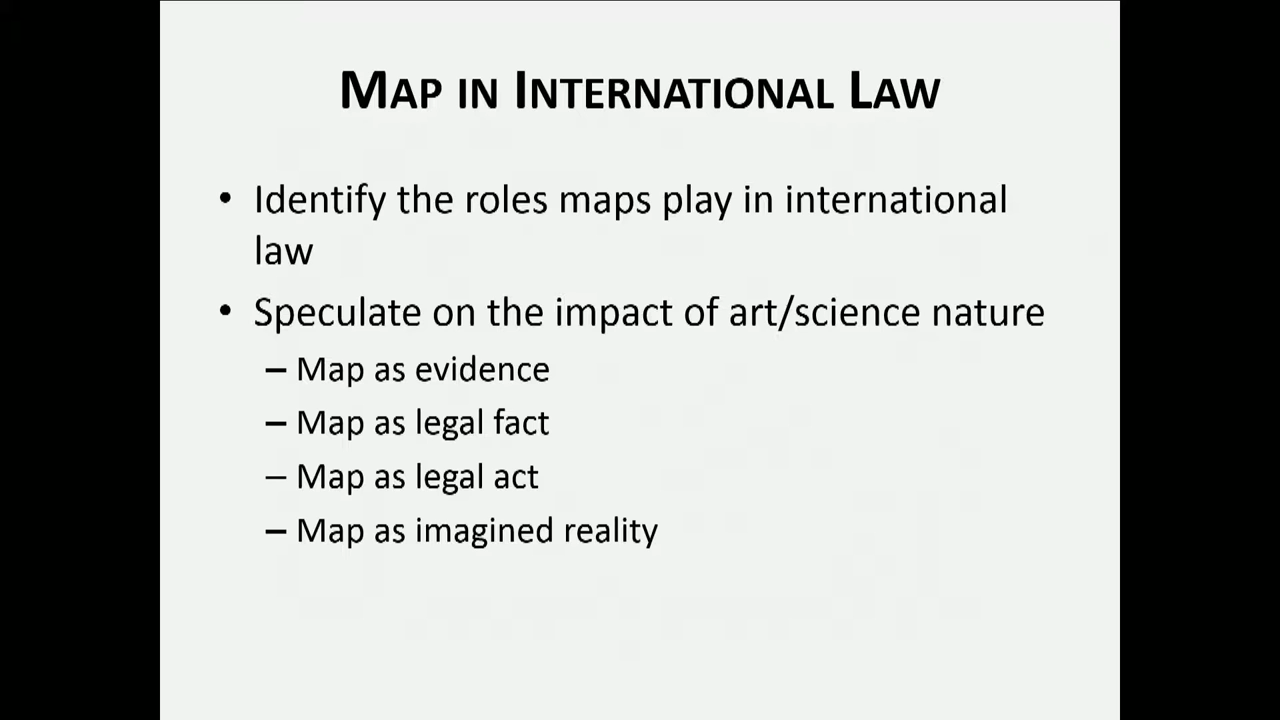 MAP IN INTERNATIONAL LAW
• Identify the roles maps play in international
law
• Speculate on the impact of art/science nature
– Map as evidence
– Map as legal fact
– Map as legal act
– Map as imagined reality